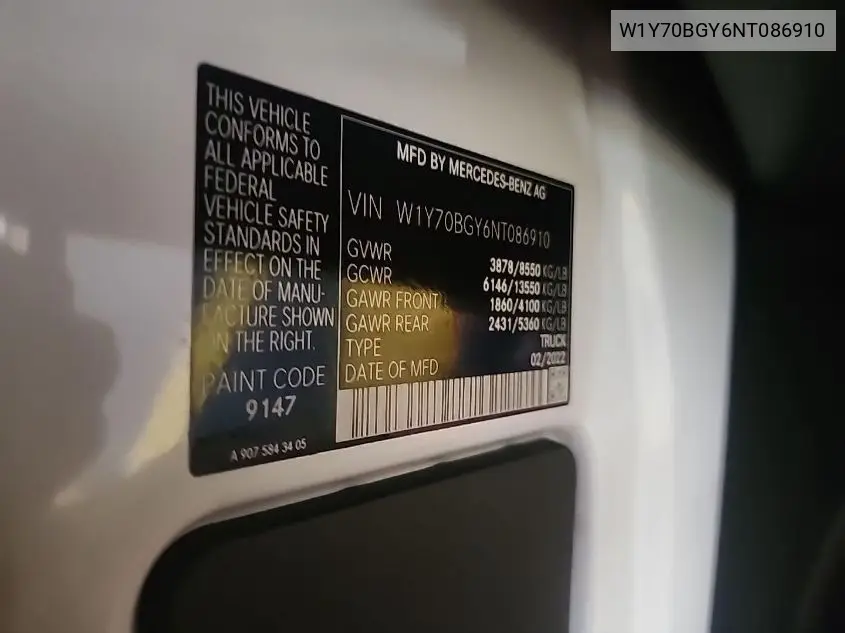 W1Y70BGY6NT086910
THIS VEHICLE
CONFORMS TO
ALL APPLICABLE
FEDERAL
VEHICLE SAFETY
STANDARDS IN
EFFECT ON THE
DATE OF MANU-
FACTURE SHOWN
IN THE RIGHT.
PAINT CODE
9147
A 907 584 34 05
MFD BY MERCEDES-BENZ AG
VIN W1Y70BGY6NT086910
GVWR 3878/8550 KG/LB
GCWR 6146/13550 KG/LB
GAWR FRONT 1860/4100 KG/LB
GAWR REAR 2431/5360 KG/LB
TYPE TRUCK
DATE OF MFD 02/2022